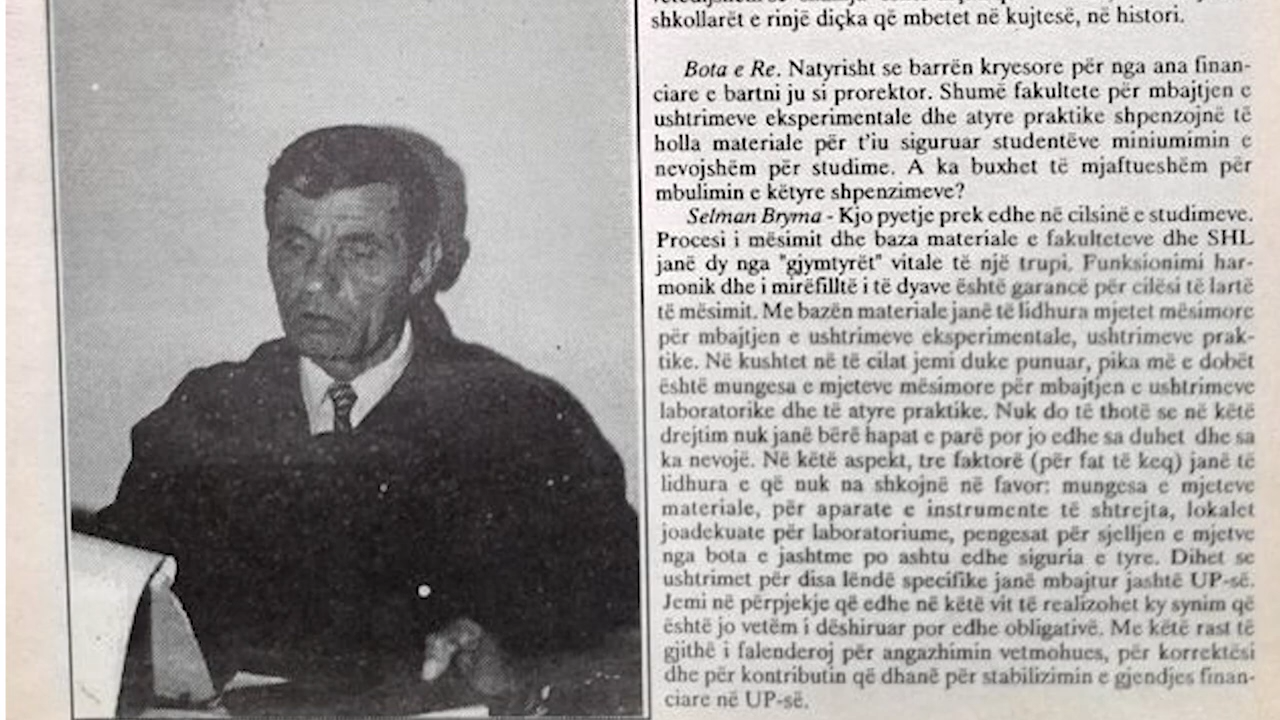 shkollarët e rinjë diçka që mbetet në kujtesë, në histori.
Bota e Re. Natyrisht se barrën kryesore për nga ana finan-
ciare e bartni ju si prorektor. Shumë fakultete për mbajtjen e
ushtrimeve eksperimentale dhe atyre praktike shpenzojnë të
holla materiale për t'iu siguruar studentëve miniumimin e
nevojshëm për studime. A ka buxhet të mjaftueshëm për
mbulimin e këtyre shpenzimeve?
Selman Bryma - Kjo pyetje prek edhe në cilsinë e studimeve.
Procesi i mësimit dhe baza materiale e fakulteteve dhe SHL
janë dy nga "gjymtyrët" vitale të një trupi. Funksionimi har-
monik dhe i mirëfilltë i të dyave është garancë për cilësi të lartë
të mësimit. Me bazën materiale janë të lidhura mjetet mësimore
për mbajtjen e ushtrimeve eksperimentale, ushtrimeve prak-
tike. Në kushtet në të cilat jemi duke punuar, pika më e dobët
është mungesa e mjeteve mësimore për mbajtjen e ushtrimeve
laboratorike dhe të atyre praktike. Nuk do të thotë se në këtë
drejtim nuk janë bërë hapat e parë por jo edhe sa duhet dhe sa
ka nevojë. Në këtë aspekt, tre faktorë (për fat të keq) janë të
lidhura e që nuk na shkojnë në favor: mungesa e mjeteve
materiale, për aparate e instrumente të shtrejta, lokalet
joadekuate për laboratoriume, pengesat për sjelljen e mjetve
nga bota e jashtme po ashtu edhe siguria e tyre. Dihet se
ushtrimet për disa lëndë specifike janë mbajtur jashtë UP-së.
Jemi në përpjekje që edhe në këtë vit të realizohet ky synim që
është jo vetëm i dëshiruar por edhe obligativë. Me këtë rast të
gjithë i falenderoj për angazhimin vetmohues, për korrektësi
dhe për kontributin që dhanë për stabilizimin e gjendjes finan-
ciare në UP-së.